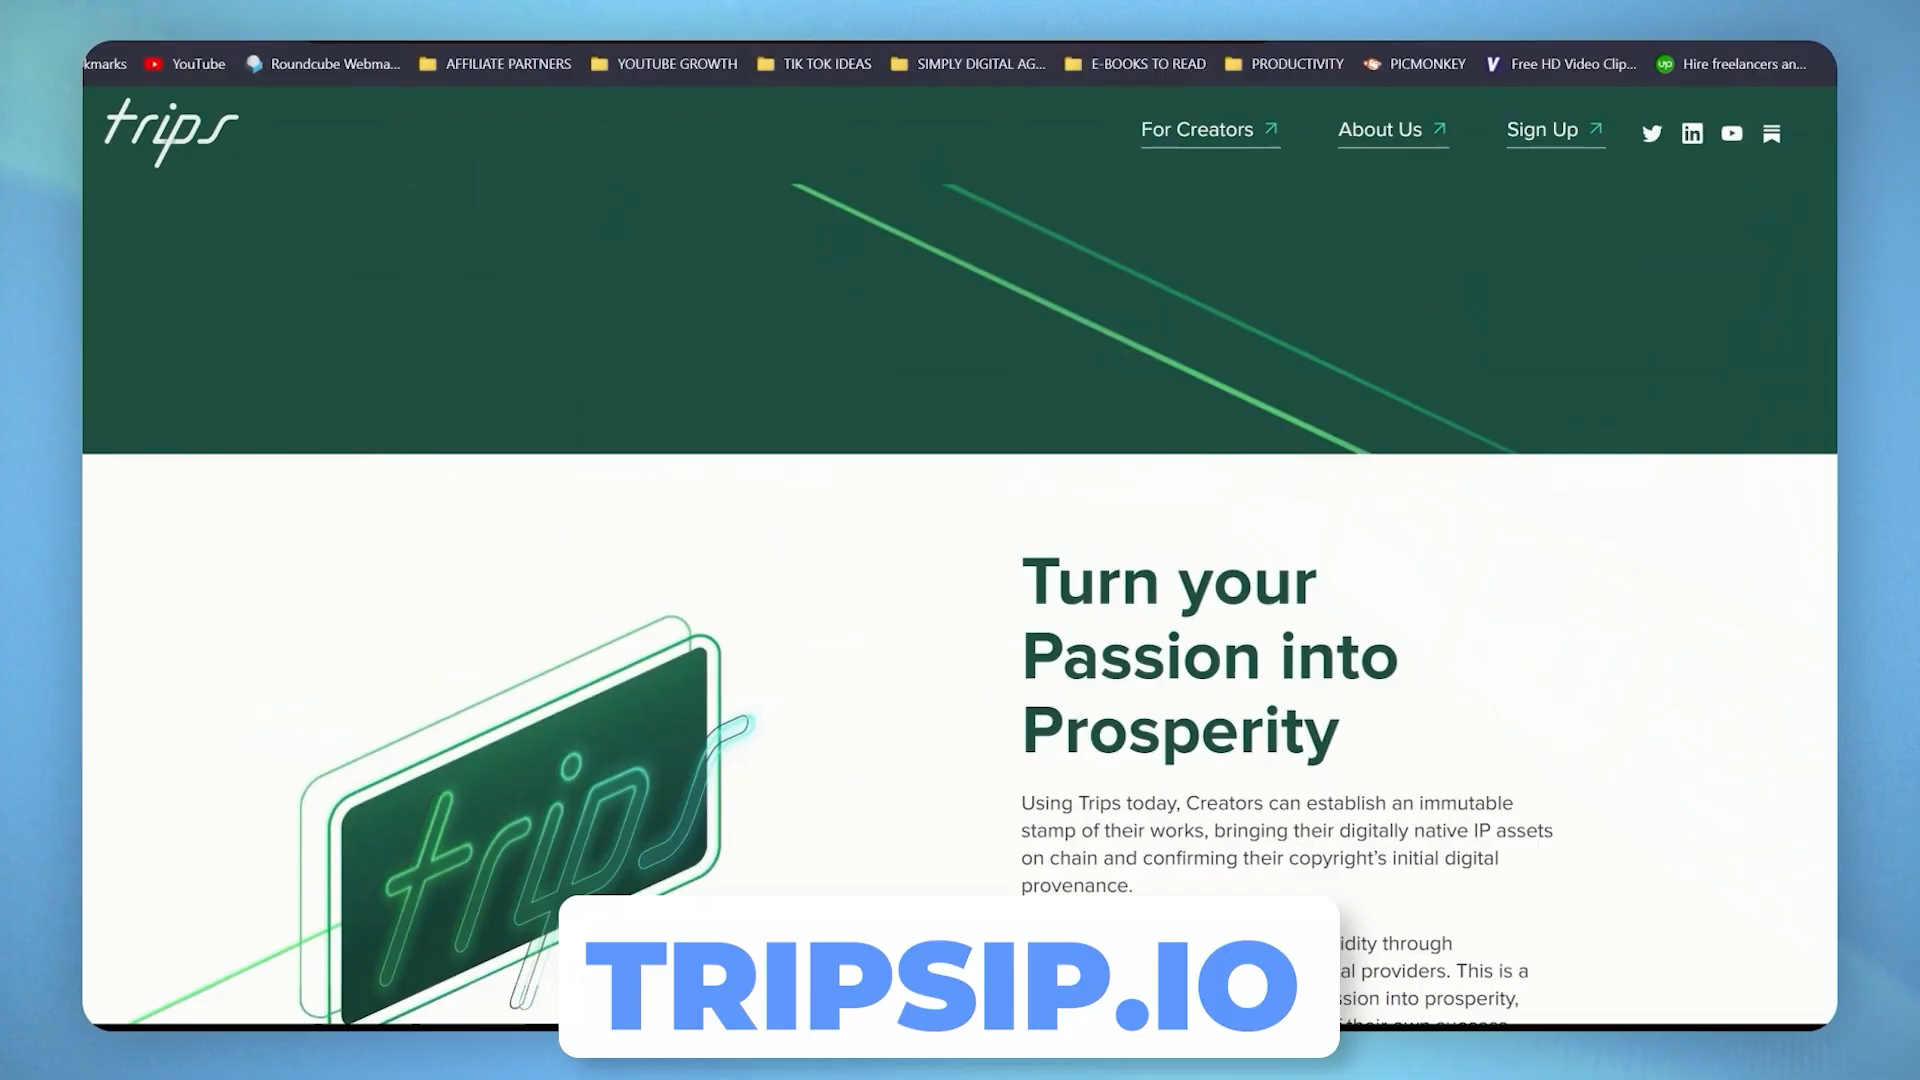 kmarks YouTube Roundcube Webma... AFFILIATE PARTNERS YOUTUBE GROWTH TIK TOK IDEAS SIMPLY DIGITAL AG... E-BOOKS TO READ PRODUCTIVITY PICMONKEY Free HD Video Clip... up Hire freelancers an...
trips For Creators About Us Sign Up
Turn your
Passion into
Prosperity
Using Trips today, Creators can establish an immutable
stamp of their works, bringing their digitally native IP assets
on chain and confirming their copyright's initial digital
provenance.
trips
idity through
al providers. This is a
ssion into prosperity,
TRIPSIP.IO